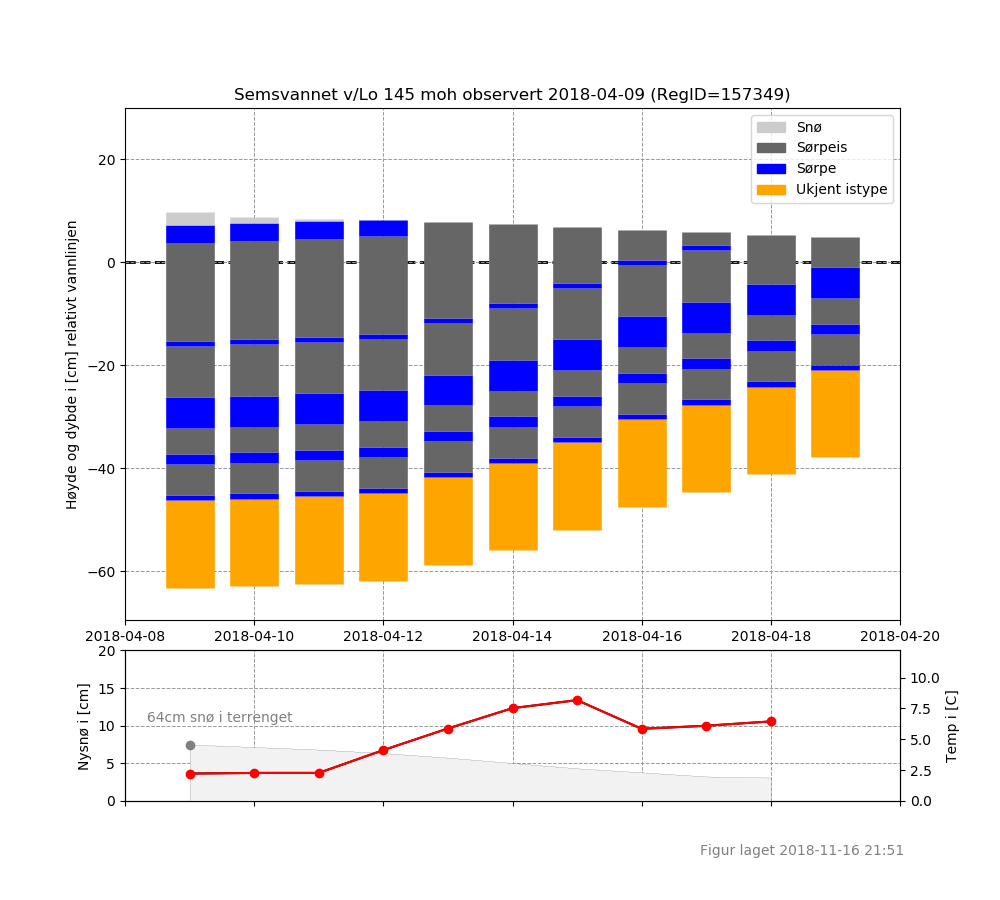 Semsvannet v/Lo 145 moh observert 2018-04-09 (RegID=157349)
Snø
Sørpeis
Sørpe
Ukjent istype
Høyde og dybde i [cm] relativt vannlinjen
20
0
−20
−40
−60
2018-04-08 2018-04-10 2018-04-12 2018-04-14 2018-04-16 2018-04-18 2018-04-20
Nysnø i [cm]
20
15
10
5
0
64cm snø i terrenget
10.0
7.5
5.0
2.5
0.0
Temp i [C]
Figur laget 2018-11-16 21:51